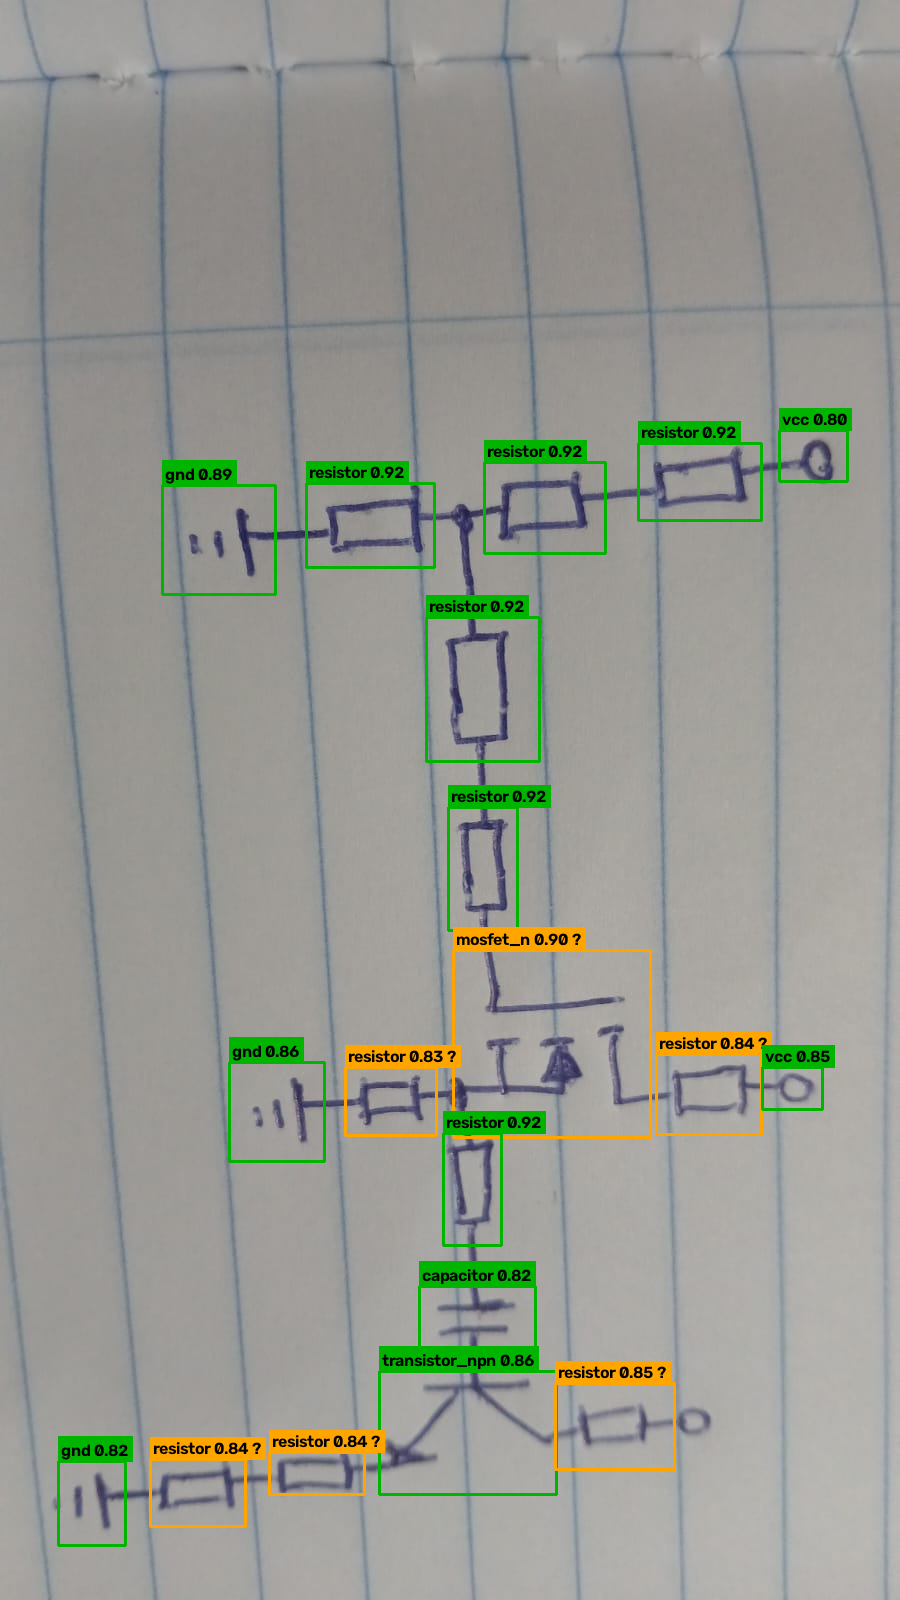 vcc 0.80
resistor 0.92
resistor 0.92
gnd 0.89
resistor 0.92
resistor 0.92
resistor 0.92
mosfet_n 0.90 ?
resistor 0.84 ?
vcc 0.85
gnd 0.86
resistor 0.83 ?
resistor 0.92
capacitor 0.82
transistor_npn 0.86
resistor 0.85 ?
resistor 0.84 ?
resistor 0.84 ?
gnd 0.82